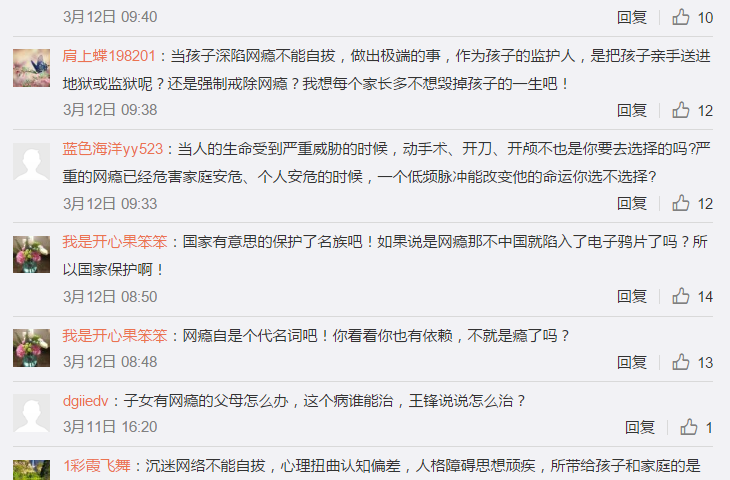 3月12日 09:40
回复 10
肩上蝶198201：当孩子深陷网瘾不能自拔，做出极端的事，作为孩子的监护人，是把孩子亲手送进
地狱或监狱呢？还是强制戒除网瘾？我想每个家长多不想毁掉孩子的一生吧！
3月12日 09:38
回复 12
蓝色海洋yy523：当人的生命受到严重威胁的时候，动手术、开刀、开颅不也是你要去选择的吗?严
重的网瘾已经危害家庭安危、个人安危的时候，一个低频脉冲能改变他的命运你选不选择?
3月12日 09:33
回复 12
我是开心果笨笨：国家有意思的保护了名族吧！如果说是网瘾那不中国就陷入了电子鸦片了吗？所
以国家保护啊！
3月12日 08:50
回复 14
我是开心果笨笨：网瘾自是个代名词吧！你看看你也有依赖，不就是瘾了吗？
3月12日 08:48
回复 13
dgiiedv：子女有网瘾的父母怎么办，这个病谁能治，王锋说说怎么治？
3月11日 16:20
回复 1
1彩霞飞舞：沉迷网络不能自拔，心理扭曲认知偏差，人格障碍思想顽疾，所带给孩子和家庭的是